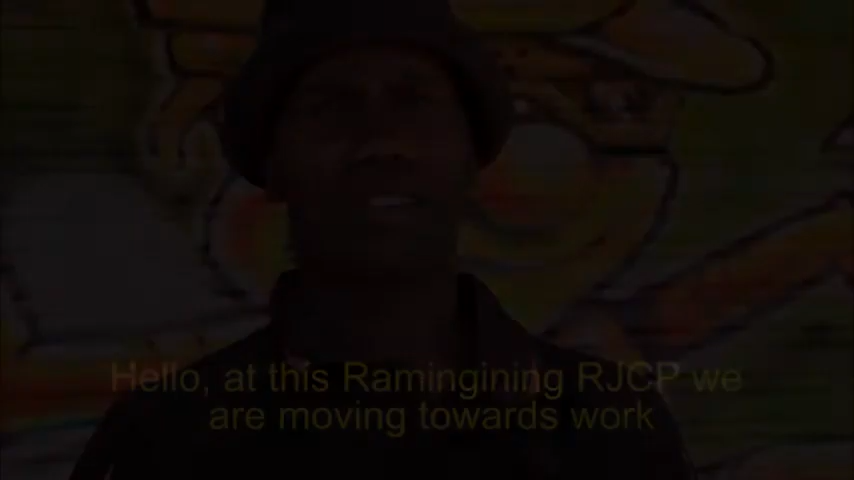 Hello, at this Ramingining RJCP we
are moving towards work